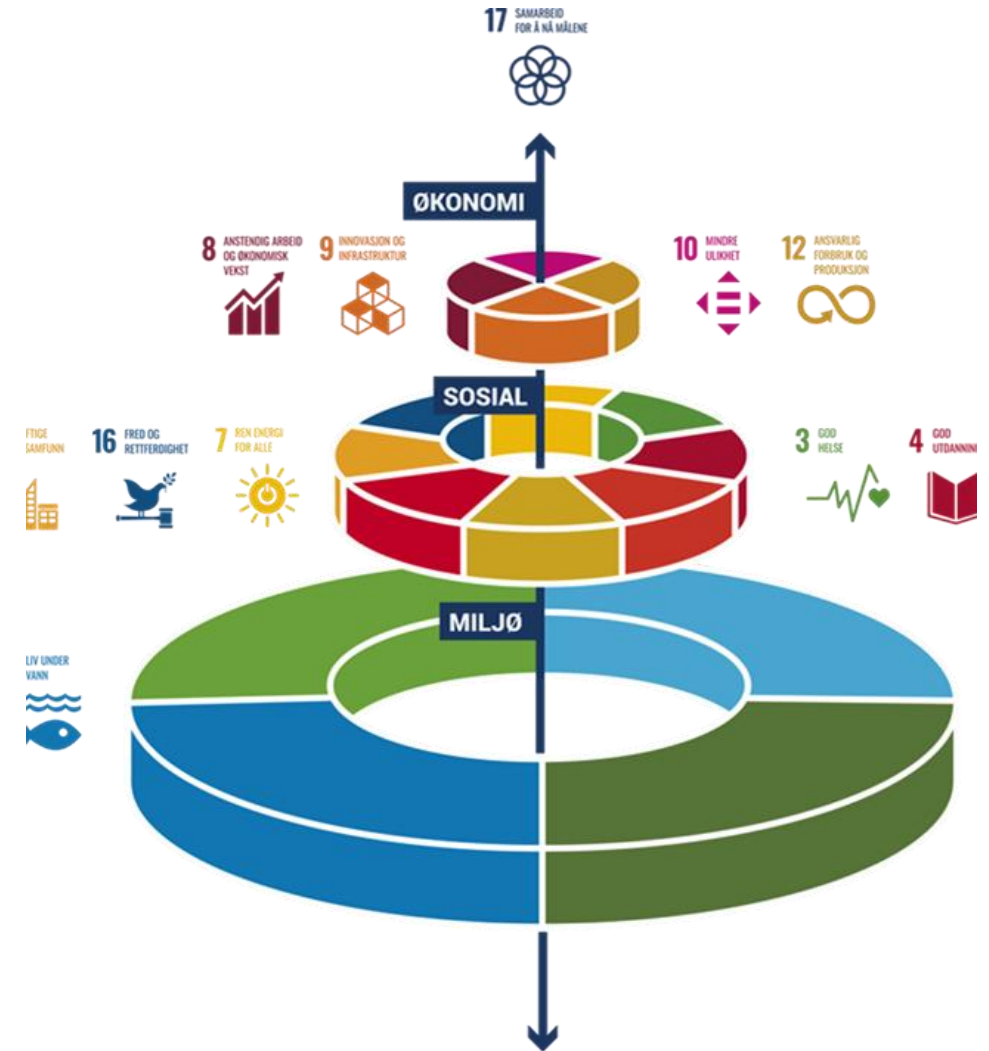 17 SAMARBEID
FOR Å NÅ MÅLENE
ØKONOMI
8 ANSTENDIG ARBEID
OG ØKONOMISK
VEKST
9 INNOVASJON OG
INFRASTRUKTUR
10 MINDRE
ULIKHET
12 ANSVARLIG
FORBRUK OG
PRODUKSJON
SOSIAL
FTIGE
SAMFUNN
16 FRED OG
RETTFERDIGHET
7 REN ENERGI
FOR ALLE
3 GOD
HELSE
4 GOD
UTDANNIN
MILJØ
LIV UNDER
VANN